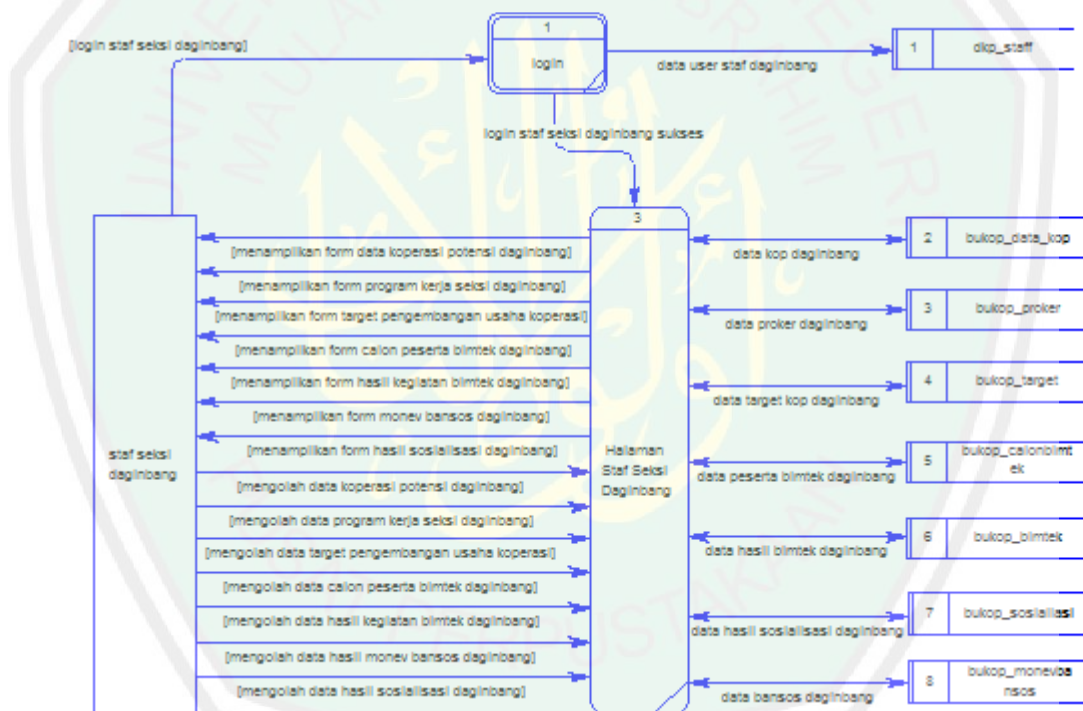 [login staf seksi daginbang]
1
login
data user staf daginbang
1
dkp_staff
login staf seksi daginbang sukses
3
[menampilkan form data koperasi potensi daginbang]
[menampilkan form program kerja seksi daginbang]
[menampilkan form target pengembangan usaha koperasi]
[menampilkan form calon peserta bimtek daginbang]
[menampilkan form hasil kegiatan bimtek daginbang]
[menampilkan form monev bansos daginbang]
[menampilkan form hasil sosialisasi daginbang]
staf seksi
daginbang
[mengolah data koperasi potensi daginbang]
[mengolah data program kerja seksi daginbang]
[mengolah data target pengembangan usaha koperasi]
[mengolah data calon peserta bimtek daginbang]
[mengolah data hasil kegiatan bimtek daginbang]
[mengolah data hasil monev bansos daginbang]
[mengolah data hasil sosialisasi daginbang]
Halaman
Staf Seksi
Daginbang
data kop daginbang
2
bukop_data_kop
data proker daginbang
3
bukop_proker
data target kop daginbang
4
bukop_target
data peserta bimtek daginbang
5
bukop_calonbimt
ek
data hasil bimtek daginbang
6
bukop_bimtek
data hasil sosialisasi daginbang
7
bukop_sosialisasi
data bansos daginbang
8
bukop_monevba
nsos